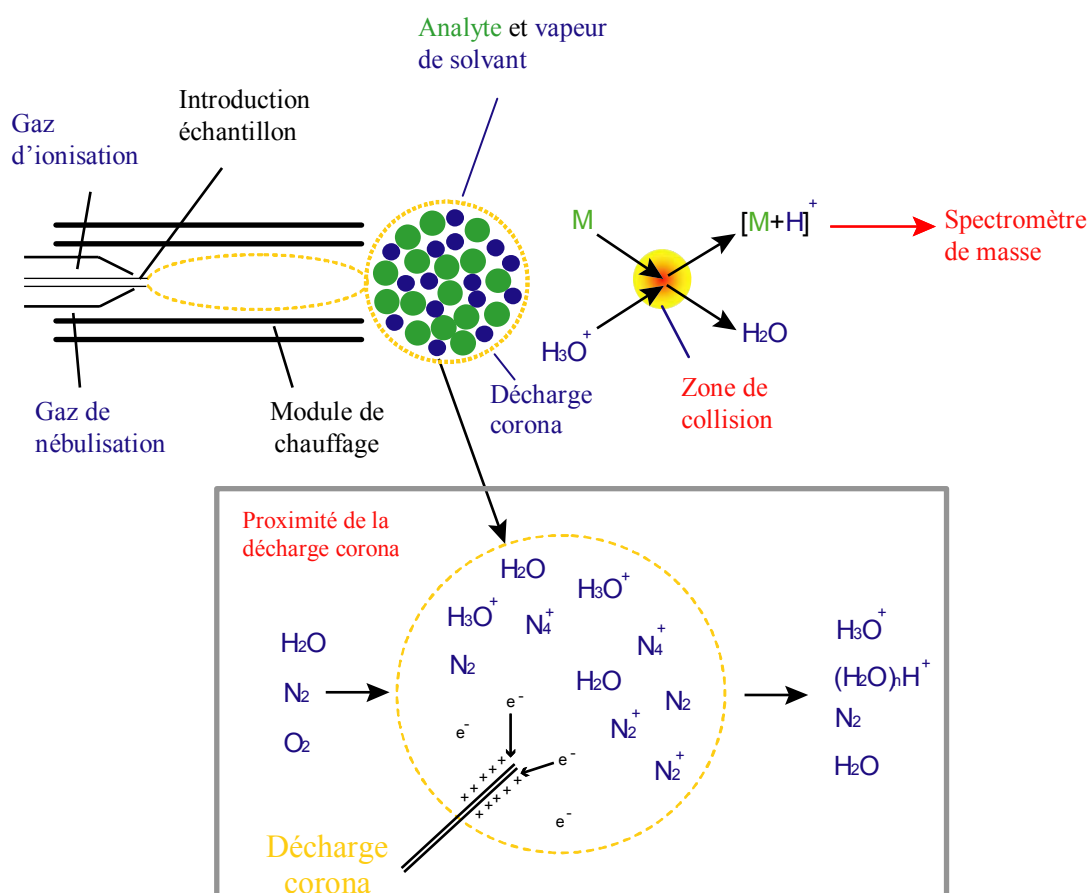 Analyte et vapeur
de solvant
Introduction
échantillon
Gaz
d’ionisation
M
[M+H]+
Spectromètre
de masse
H3O+
H2O
Zone de
collision
Décharge
corona
Gaz de
nébulisation
Module de
chauffage
Proximité de la
décharge corona
H2O
N2
O2
H2O
H3O+
H3O+
N4+
N4+
N2
H2O
N2
N2+
N2+
e-
e-
e-
e-
+ + + + + +
+ + + + + +
Décharge
corona
H3O+
(H2O)nH+
N2
H2O